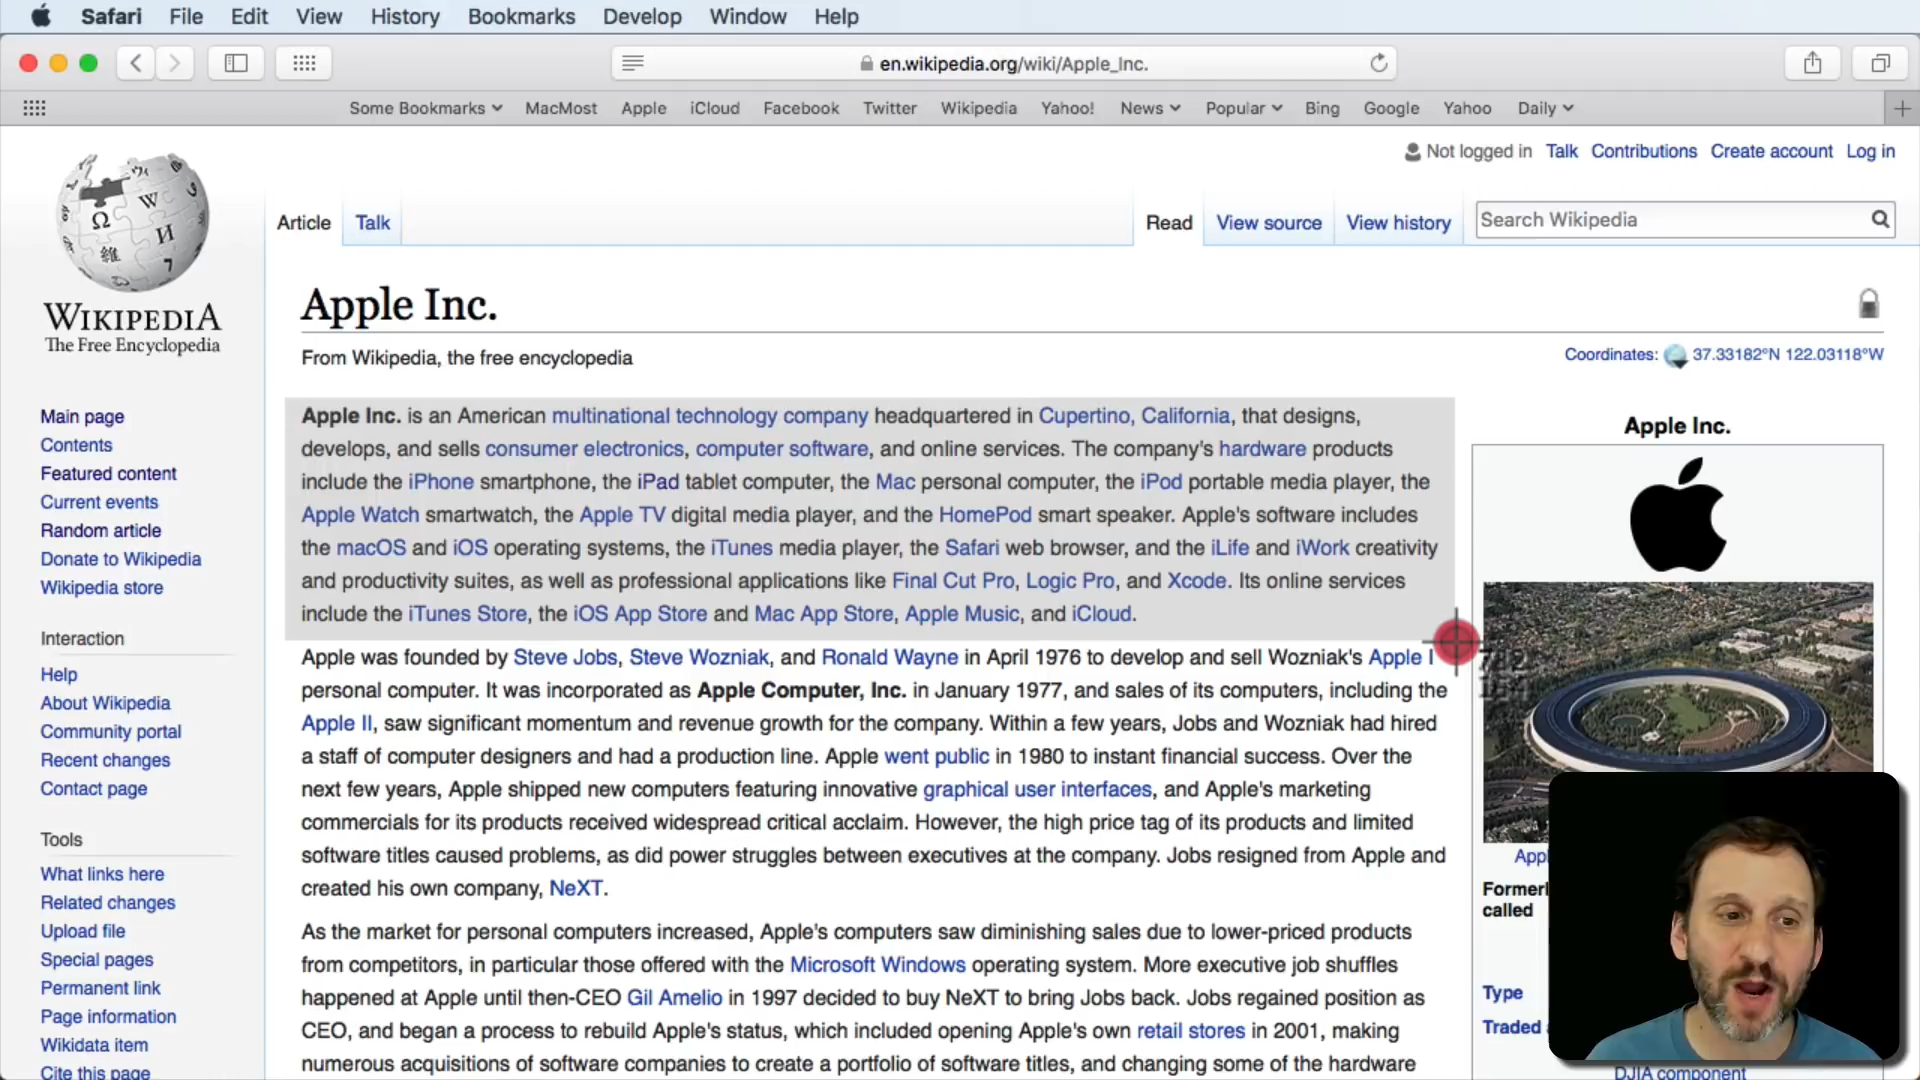 Safari File Edit View History Bookmarks Develop Window Help
en.wikipedia.org/wiki/Apple_Inc.
Some Bookmarks MacMost Apple iCloud Facebook Twitter Wikipedia Yahoo! News Popular Bing Google Yahoo Daily
Not logged in Talk Contributions Create account Log in
WIKIPEDIA
The Free Encyclopedia
Article Talk Read View source View history Search Wikipedia
Apple Inc.
From Wikipedia, the free encyclopedia
Coordinates: 37.33182°N 122.03118°W
Main page
Contents
Featured content
Current events
Random article
Donate to Wikipedia
Wikipedia store
Interaction
Help
About Wikipedia
Community portal
Recent changes
Contact page
Tools
What links here
Related changes
Upload file
Special pages
Permanent link
Page information
Wikidata item
Cite this page
Apple Inc. is an American multinational technology company headquartered in Cupertino, California, that designs,
develops, and sells consumer electronics, computer software, and online services. The company's hardware products
include the iPhone smartphone, the iPad tablet computer, the Mac personal computer, the iPod portable media player, the
Apple Watch smartwatch, the Apple TV digital media player, and the HomePod smart speaker. Apple's software includes
the macOS and iOS operating systems, the iTunes media player, the Safari web browser, and the iLife and iWork creativity
and productivity suites, as well as professional applications like Final Cut Pro, Logic Pro, and Xcode. Its online services
include the iTunes Store, the iOS App Store and Mac App Store, Apple Music, and iCloud.
Apple was founded by Steve Jobs, Steve Wozniak, and Ronald Wayne in April 1976 to develop and sell Wozniak's Apple I
personal computer. It was incorporated as Apple Computer, Inc. in January 1977, and sales of its computers, including the
Apple II, saw significant momentum and revenue growth for the company. Within a few years, Jobs and Wozniak had hired
a staff of computer designers and had a production line. Apple went public in 1980 to instant financial success. Over the
next few years, Apple shipped new computers featuring innovative graphical user interfaces, and Apple's marketing
commercials for its products received widespread critical acclaim. However, the high price tag of its products and limited
software titles caused problems, as did power struggles between executives at the company. Jobs resigned from Apple and
created his own company, NeXT.
As the market for personal computers increased, Apple's computers saw diminishing sales due to lower-priced products
from competitors, in particular those offered with the Microsoft Windows operating system. More executive job shuffles
happened at Apple until then-CEO Gil Amelio in 1997 decided to buy NeXT to bring Jobs back. Jobs regained position as
CEO, and began a process to rebuild Apple's status, which included opening Apple's own retail stores in 2001, making
numerous acquisitions of software companies to create a portfolio of software titles, and changing some of the hardware
Apple Inc.
Appl
Formerl
called
Type
Traded
DJIA component